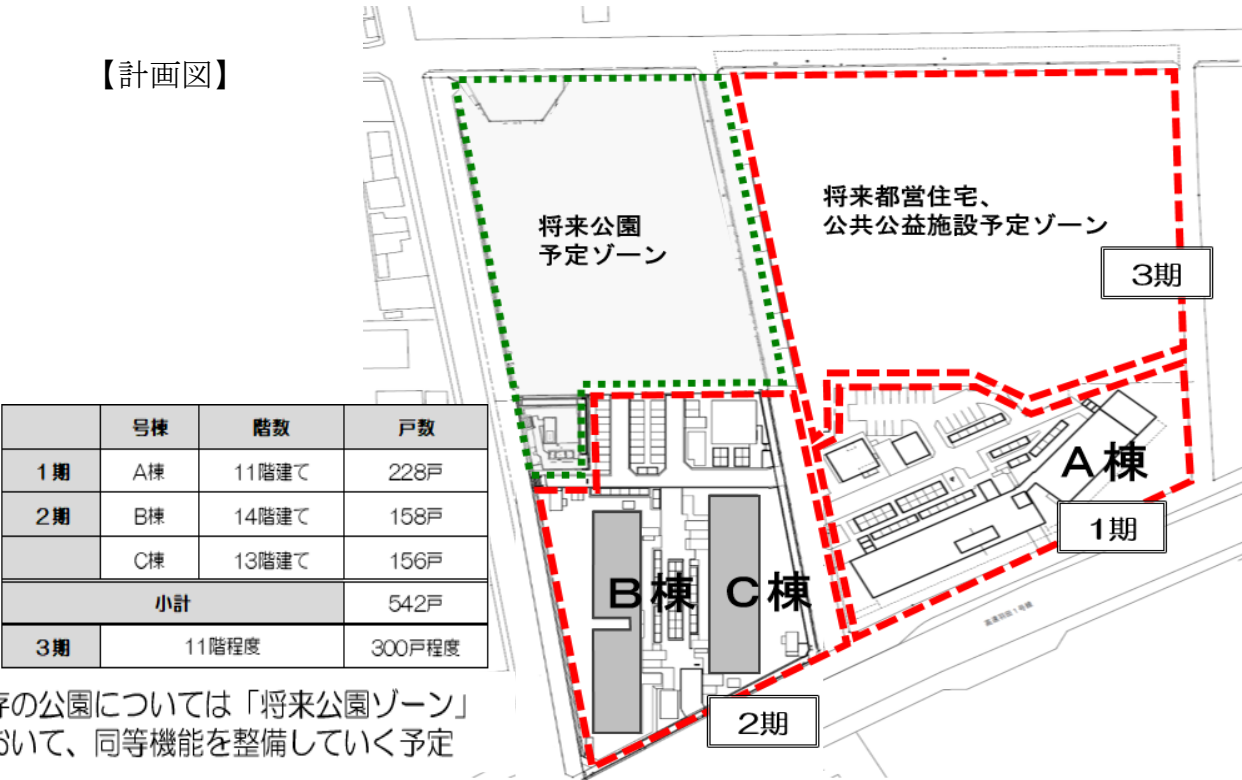 【計画図】
将来公園
予定ゾーン
将来都営住宅、
公共公益施設予定ゾーン
3期
A棟
1期
B棟
C棟
2期
高速羽田1号線
号棟 階数 戸数
1期 A棟 11階建て 228戸
2期 B棟 14階建て 158戸
C棟 13階建て 156戸
小計 542戸
3期 11階程度 300戸程度
存の公園については「将来公園ゾーン」
おいて、同等機能を整備していく予定